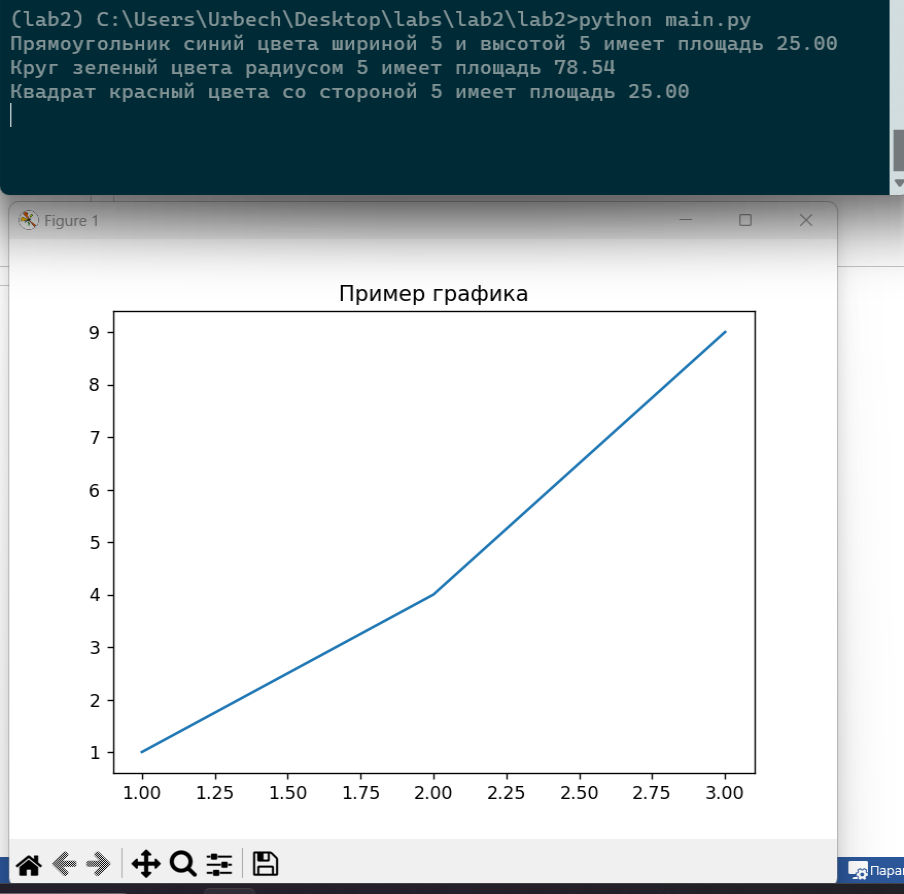 (lab2) C:\Users\Urbech\Desktop\labs\lab2\lab2>python main.py
Прямоугольник синий цвета шириной 5 и высотой 5 имеет площадь 25.00
Круг зеленый цвета радиусом 5 имеет площадь 78.54
Квадрат красный цвета со стороной 5 имеет площадь 25.00
Figure 1
Пример графика
9
8
7
6
5
4
3
2
1
1.00 1.25 1.50 1.75 2.00 2.25 2.50 2.75 3.00